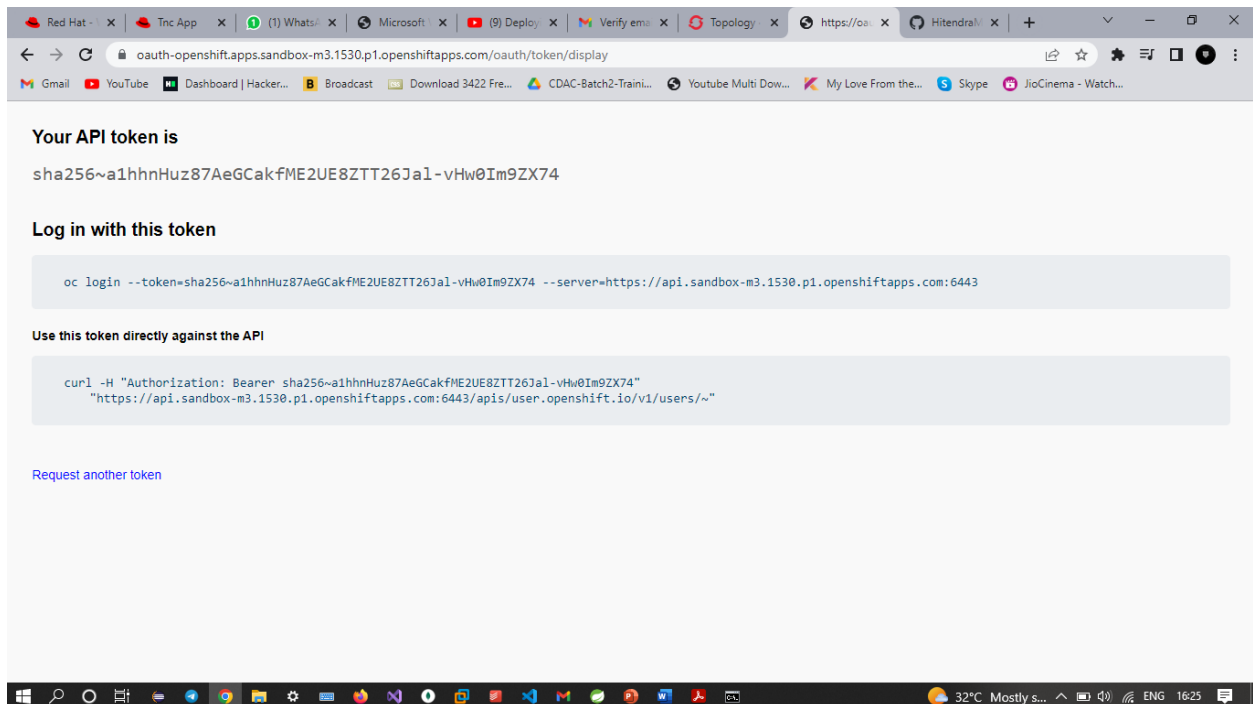 Red Hat -
Tnc App
(1) Whats
Microsoft
(9) Deploy
Verify ema
Topology
https://oau
HitendraM
oauth-openshift.apps.sandbox-m3.1530.p1.openshiftapps.com/oauth/token/display
Gmail
YouTube
Dashboard | Hacker...
Broadcast
Download 3422 Fre...
CDAC-Batch2-Traini...
Youtube Multi Dow...
My Love From the...
Skype
JioCinema - Watch...
Your API token is
sha256~a1hhnHuz87AeGCakfME2UE8ZTT26Jal-vHw0Im9ZX74
Log in with this token
oc login --token=sha256~a1hhnHuz87AeGCakfME2UE8ZTT26Jal-vHw0Im9ZX74 --server=https://api.sandbox-m3.1530.p1.openshiftapps.com:6443
Use this token directly against the API
curl -H "Authorization: Bearer sha256~a1hhnHuz87AeGCakfME2UE8ZTT26Jal-vHw0Im9ZX74"
"https://api.sandbox-m3.1530.p1.openshiftapps.com:6443/apis/user.openshift.io/v1/users/~"
Request another token
32°C Mostly s...
ENG
16:25